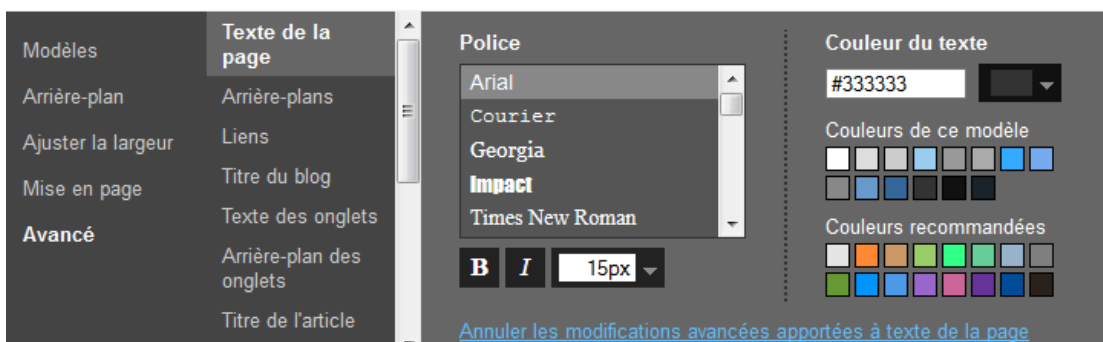 Modèles
Arrière-plan
Ajuster la largeur
Mise en page
Avancé
Texte de la
page
Arrière-plans
Liens
Titre du blog
Texte des onglets
Arrière-plan des
onglets
Titre de l'article
Police
Arial
Courier
Georgia
Impact
Times New Roman
B I 15px
Couleur du texte
#333333
Couleurs de ce modèle
Couleurs recommandées
Annuler les modifications avancées apportées à texte de la page